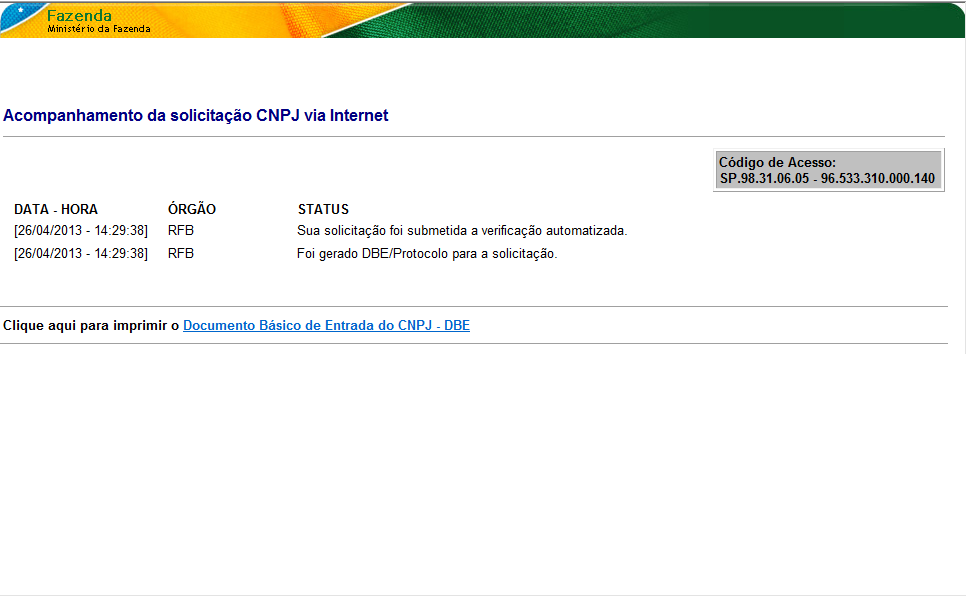 Fazenda
Ministério da Fazenda
Acompanhamento da solicitação CNPJ via Internet
Código de Acesso:
SP.98.31.06.05 - 96.533.310.000.140
DATA - HORA ÓRGÃO STATUS
[26/04/2013 - 14:29:38] RFB Sua solicitação foi submetida a verificação automatizada.
[26/04/2013 - 14:29:38] RFB Foi gerado DBE/Protocolo para a solicitação.
Clique aqui para imprimir o Documento Básico de Entrada do CNPJ - DBE